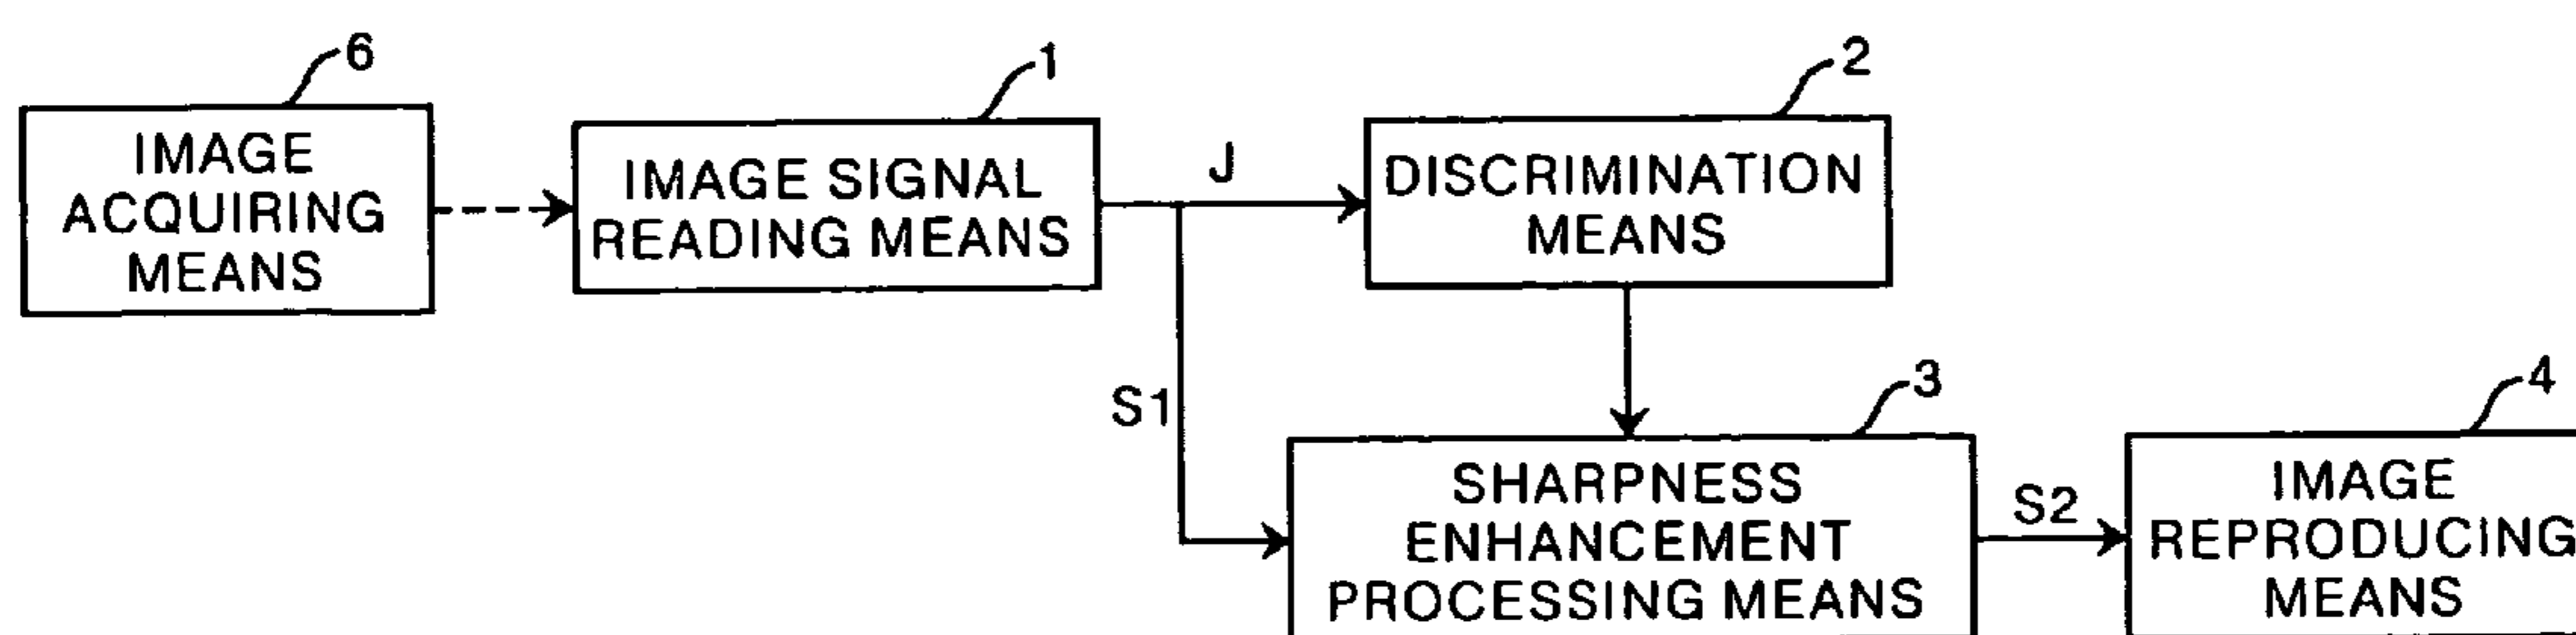 6
IMAGE
ACQUIRING
MEANS
1
IMAGE SIGNAL
READING MEANS
J
2
DISCRIMINATION
MEANS
S1
3
SHARPNESS
ENHANCEMENT
PROCESSING MEANS
S2
4
IMAGE
REPRODUCING
MEANS